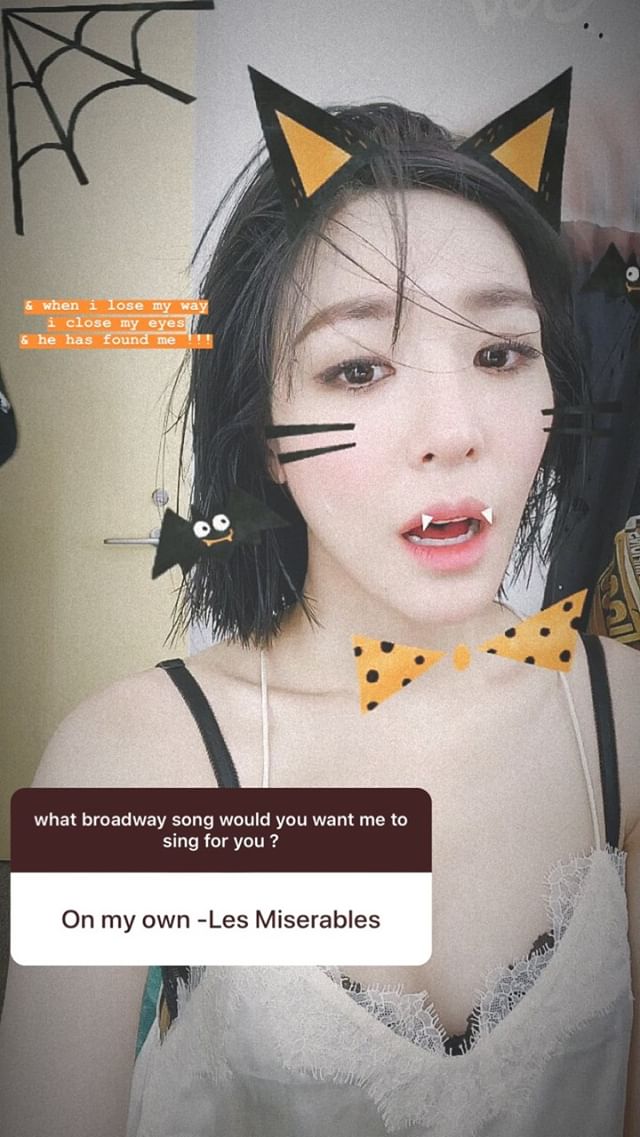 & when i lose my way
i close my eyes
& he has found me !!!
what broadway song would you want me to
sing for you ?
On my own -Les Miserables